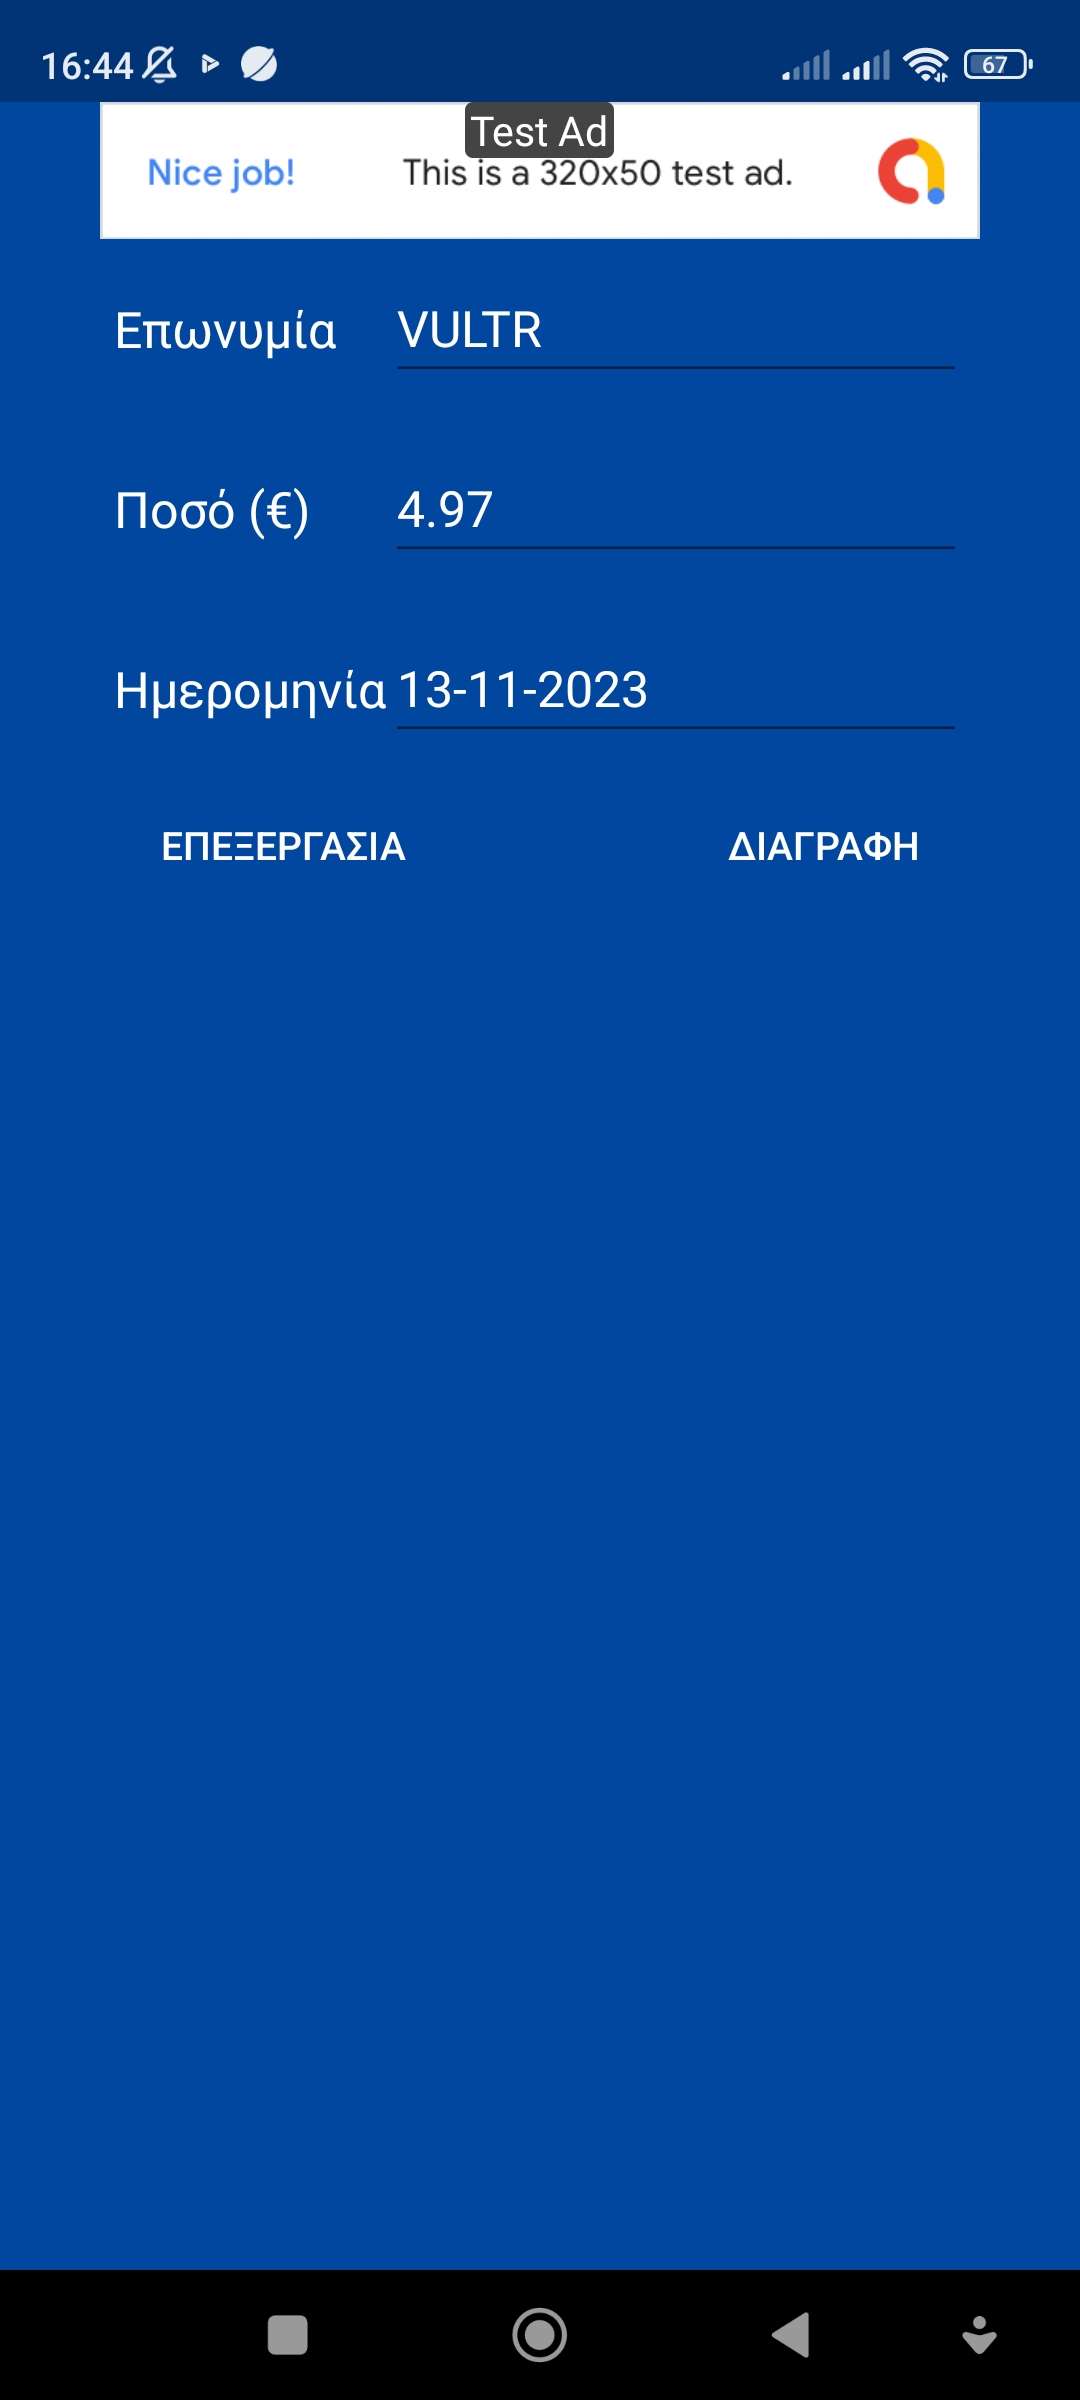 16:44
67
Test Ad
Nice job!
This is a 320x50 test ad.
Επωνυμία VULTR
Ποσό (€) 4.97
Ημερομηνία 13-11-2023
ΕΠΕΞΕΡΓΑΣΙΑ ΔΙΑΓΡΑΦΗ